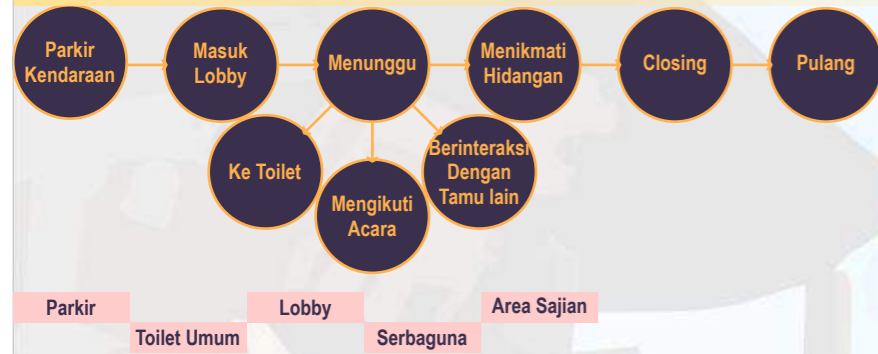 Parkir
Kendaraan
Masuk
Lobby
Menunggu
Menikmati
Hidangan
Closing
Pulang
Ke Toilet
Mengikuti
Acara
Berinteraksi
Dengan
Tamu lain
Parkir
Lobby
Area Sajian
Toilet Umum
Serbaguna